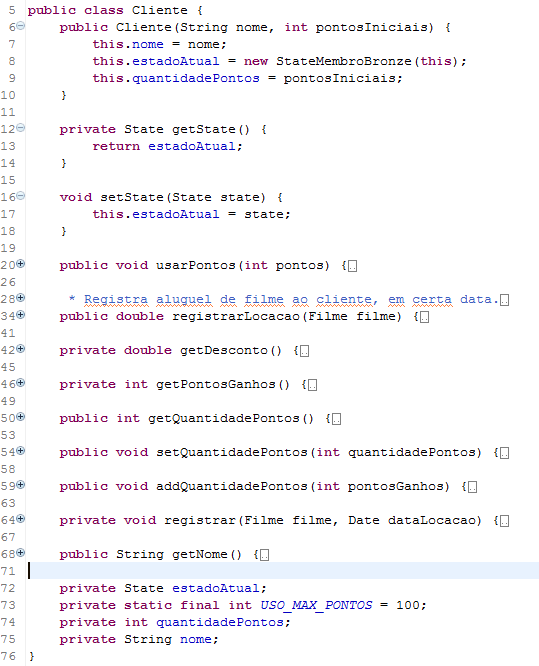 5 public class Cliente {
6 public Cliente(String nome, int pontosIniciais) {
7 this.nome = nome;
8 this.estadoAtual = new StateMembroBronze(this);
9 this.quantidadePontos = pontosIniciais;
10 }
11
12 private State getState() {
13 return estadoAtual;
14 }
15
16 void setState(State state) {
17 this.estadoAtual = state;
18 }
19
20 public void usarPontos(int pontos) {
26
28 * Registra aluguel de filme ao cliente, em certa data.
34 public double registrarLocacao(Filme filme) {
41
42 private double getDesconto() {
45
46 private int getPontosGanhos() {
49
50 public int getQuantidadePontos() {
53
54 public void setQuantidadePontos(int quantidadePontos) {
58
59 public void addQuantidadePontos(int pontosGanhos) {
63
64 private void registrar(Filme filme, Date dataLocacao) {
67
68 public String getNome() {
71
72 private State estadoAtual;
73 private static final int USO_MAX_PONTOS = 100;
74 private int quantidadePontos;
75 private String nome;
76 }